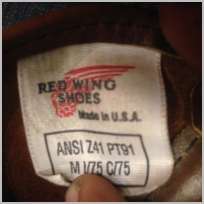 RED WING
SHOES
Made in U.S.A.
ANSI Z41 PT91
M I/75 C/75